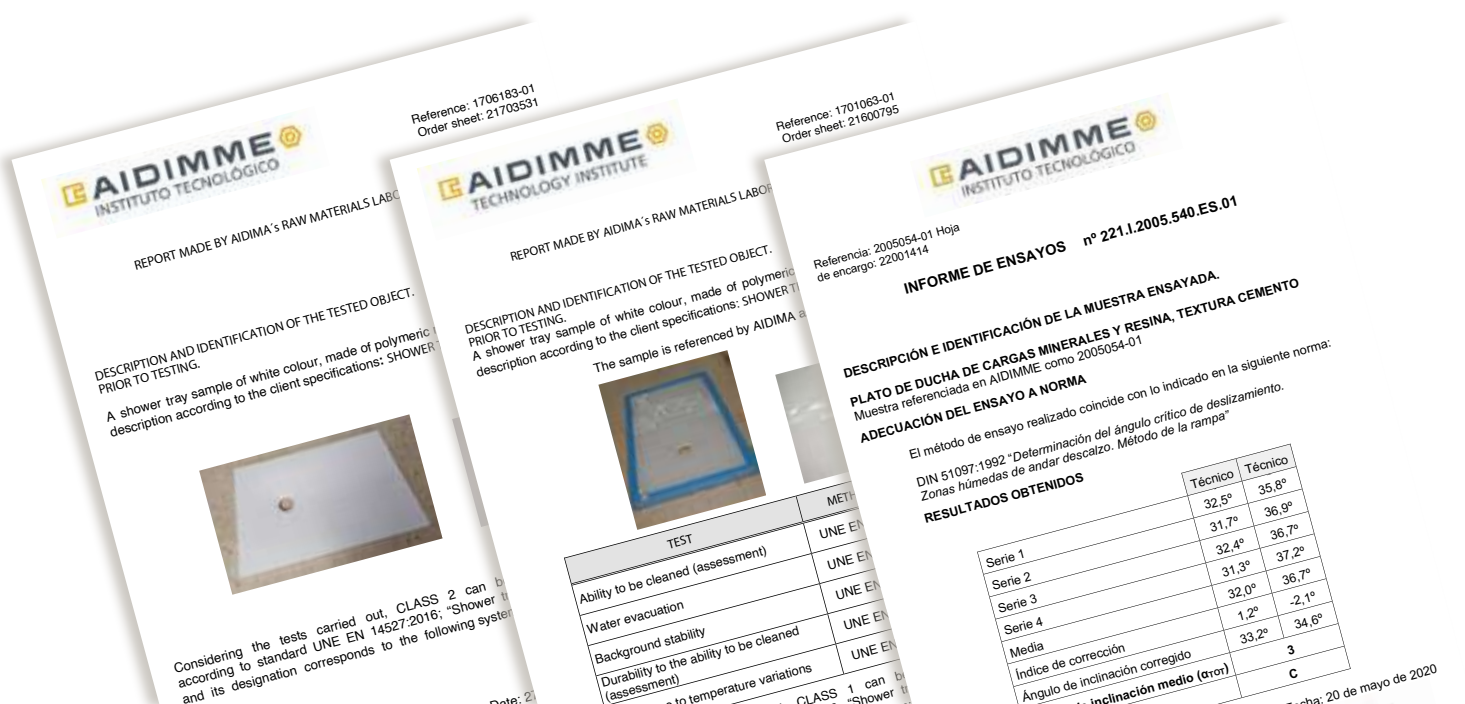 Reference: 1706183-01
Order sheet: 21703531
AIDIMME
INSTITUTO TECNOLÓGICO
REPORT MADE BY AIDIMA´s RAW MATERIALS
DESCRIPTION AND IDENTIFICATION OF THE TESTED OBJECT.
PRIOR TO TESTING.
A shower tray sample of white colour, made of polymeric
description according to the client specifications: SHOWER
Considering the tests carried out, CLASS 2 can
according to standard UNE EN 14527:2016; “Shower
and its designation corresponds to the following
Date:
Reference: 1701063-01
Order sheet: 21600795
AIDIMME
TECHNOLOGY INSTITUTE
REPORT MADE BY AIDIMA´s RAW MATERIALS
DESCRIPTION AND IDENTIFICATION OF THE TESTED OBJECT.
PRIOR TO TESTING.
A shower tray sample of white colour, made of polymeric
description according to the client specifications: SHOWER
The sample is referenced by AIDIMA
TEST
Ability to be cleaned (assessment) UNE EN
Water evacuation UNE EN
Background stability UNE EN
Durability to the ability to be cleaned
(assessment) UNE EN
to temperature variations UNE EN
CLASS 1 can
“Shower
AIDIMME
INSTITUTO TECNOLÓGICO
Referencia: 2005054-01 Hoja
de encargo: 22001414
INFORME DE ENSAYOS nº 221.I.2005.540.ES.01
DESCRIPCIÓN E IDENTIFICACIÓN DE LA MUESTRA ENSAYADA.
PLATO DE DUCHA DE CARGAS MINERALES Y RESINA, TEXTURA CEMENTO
Muestra referenciada en AIDIMME como 2005054-01
ADECUACIÓN DEL ENSAYO A NORMA
El método de ensayo realizado coincide con lo indicado en la siguiente norma:
DIN 51097:1992 “Determinación del ángulo crítico de deslizamiento.
Zonas húmedas de andar descalzo. Método de la rampa”
RESULTADOS OBTENIDOS
Técnico Técnico
Serie 1 32,5º 35,8º
Serie 2 31,7º 36,9º
Serie 3 32,4º 36,7º
Serie 4 31,3º 37,2º
Media 32,0º 36,7º
Índice de corrección 1,2º -2,1º
Ángulo de inclinación corregido 33,2º 34,6º
inclinación medio (αTOT) 3
C
Fecha: 20 de mayo de 2020